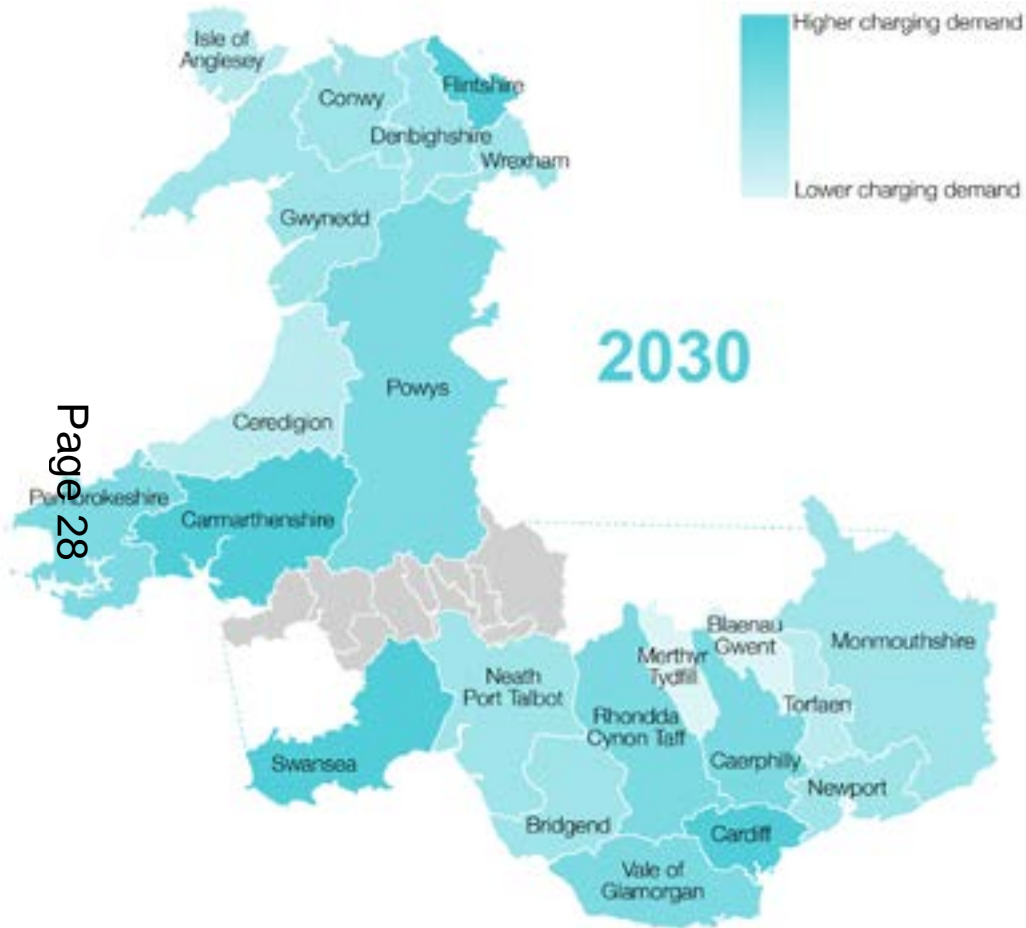 Higher charging demand
Lower charging demand
Isle of
Anglesey
Conwy
Flintshire
Denbighshire
Wrexham
Gwynedd
2030
Powys
Ceredigion
Page 28
Pembrokeshire
Carmarthenshire
Swansea
Neath
Port Talbot
Bridgend
Rhondda
Cynon Taff
Merthyr
Tydfill
Blaenau
Gwent
Torfaen
Monmouthshire
Caerphilly
Newport
Cardiff
Vale of
Glamorgan